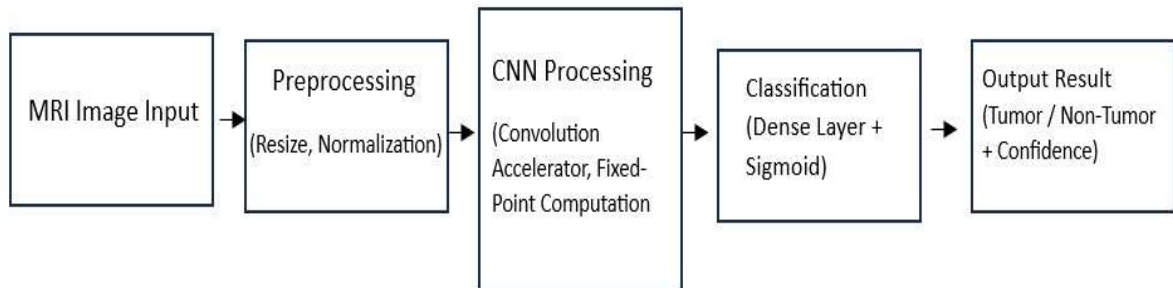 MRI Image Input
Preprocessing
(Resize, Normalization)
CNN Processing
(Convolution
Accelerator, Fixed-
Point Computation
Classification
(Dense Layer +
Sigmoid)
Output Result
(Tumor / Non-Tumor
+ Confidence)